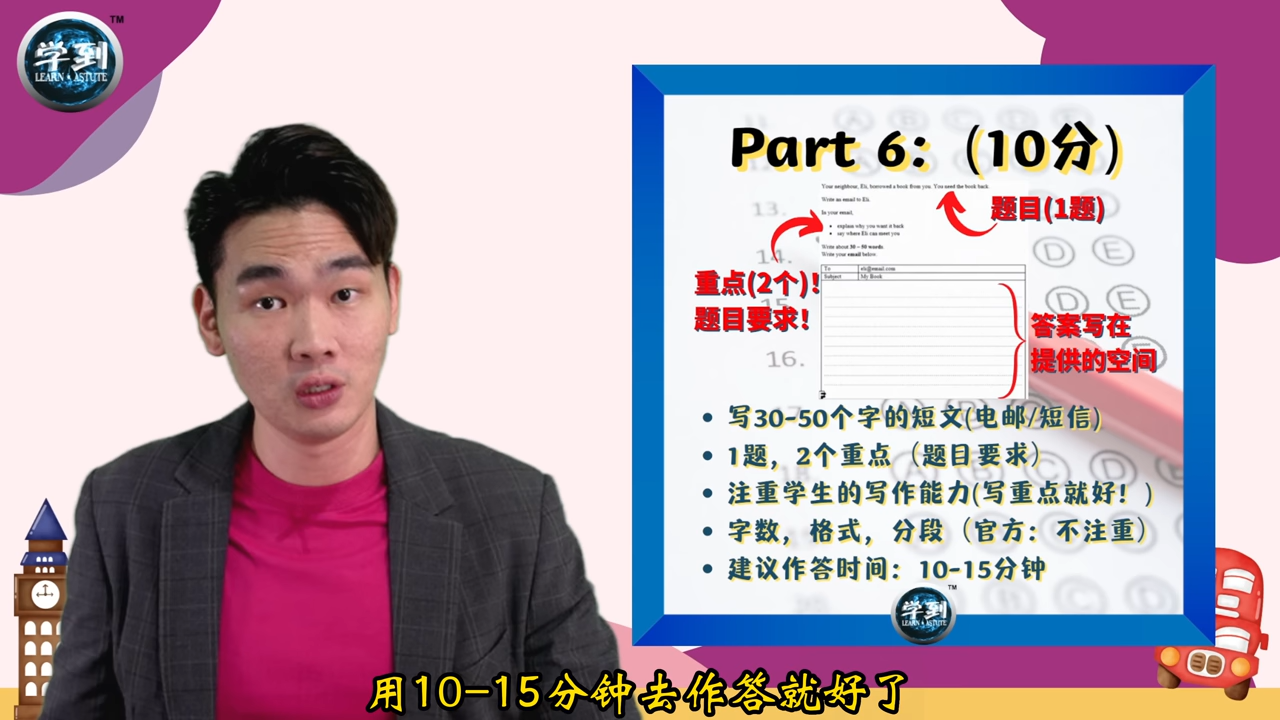 学到
LEARN ASTUTE
TM
Part 6:（10分）
Your neighbour, Eli, borrowed a book from you. You need the book back.
题目(1题)
Write an email to Eli.
In your email,
• explain why you want it back
• say where Eli can meet you
Write about 30 – 50 words.
Write your email below.
重点(2个)！
题目要求！
To eli@email.com
Subject My Book
答案写在
提供的空间
• 写30-50个字的短文(电邮/短信)
• 1题，2个重点（题目要求）
• 注重学生的写作能力(写重点就好！)
• 字数，格式，分段（官方：不注重）
• 建议作答时间：10-15分钟
学到
LEARN ASTUTE
TM
用10-15分钟去作答就好了